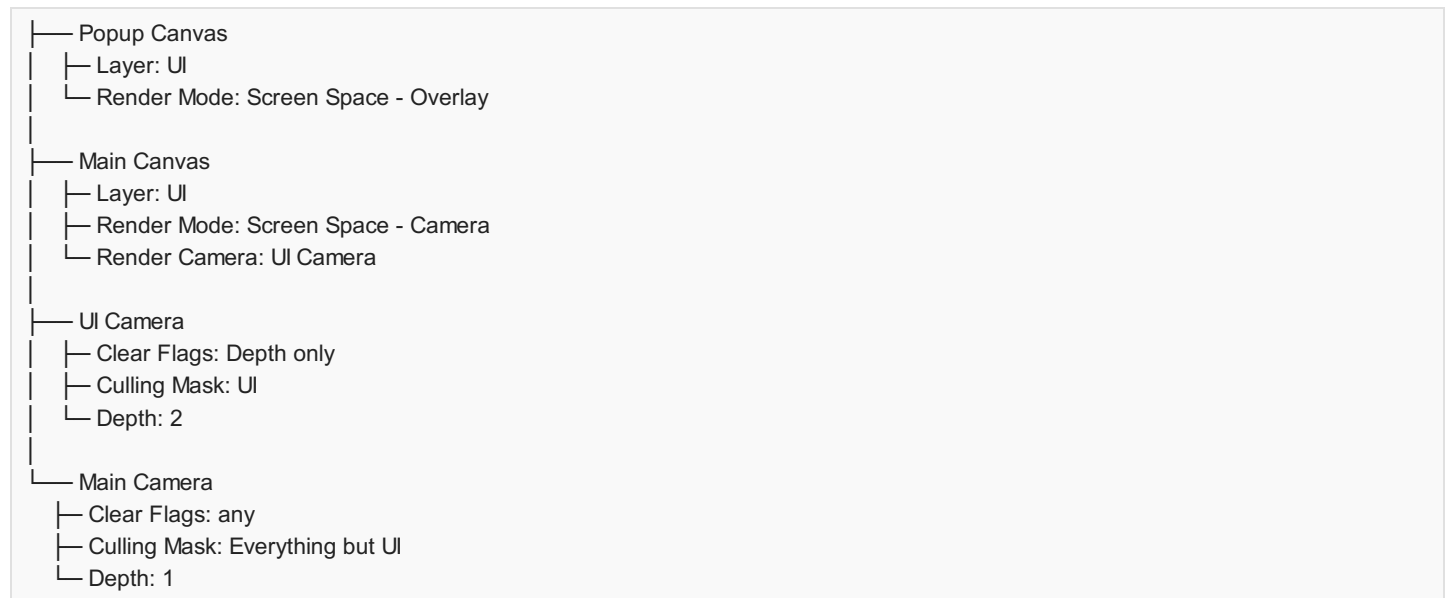 ├── Popup Canvas
│   ├─ Layer: UI
│   └─ Render Mode: Screen Space - Overlay
│
├── Main Canvas
│   ├─ Layer: UI
│   ├─ Render Mode: Screen Space - Camera
│   └─ Render Camera: UI Camera
│
├── UI Camera
│   ├─ Clear Flags: Depth only
│   ├─ Culling Mask: UI
│   └─ Depth: 2
│
└── Main Camera
    ├─ Clear Flags: any
    ├─ Culling Mask: Everything but UI
    └─ Depth: 1